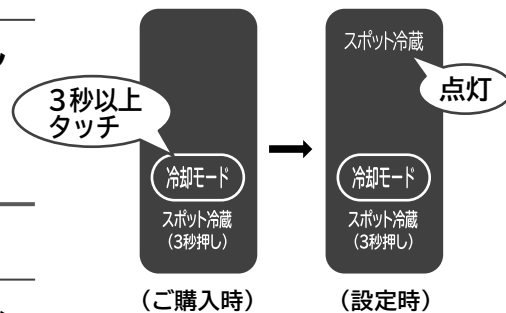 3秒以上
タッチ
冷却モード
スポット冷蔵
(3秒押し)
(ご購入時)
スポット冷蔵
点灯
冷却モード
スポット冷蔵
(3秒押し)
(設定時)